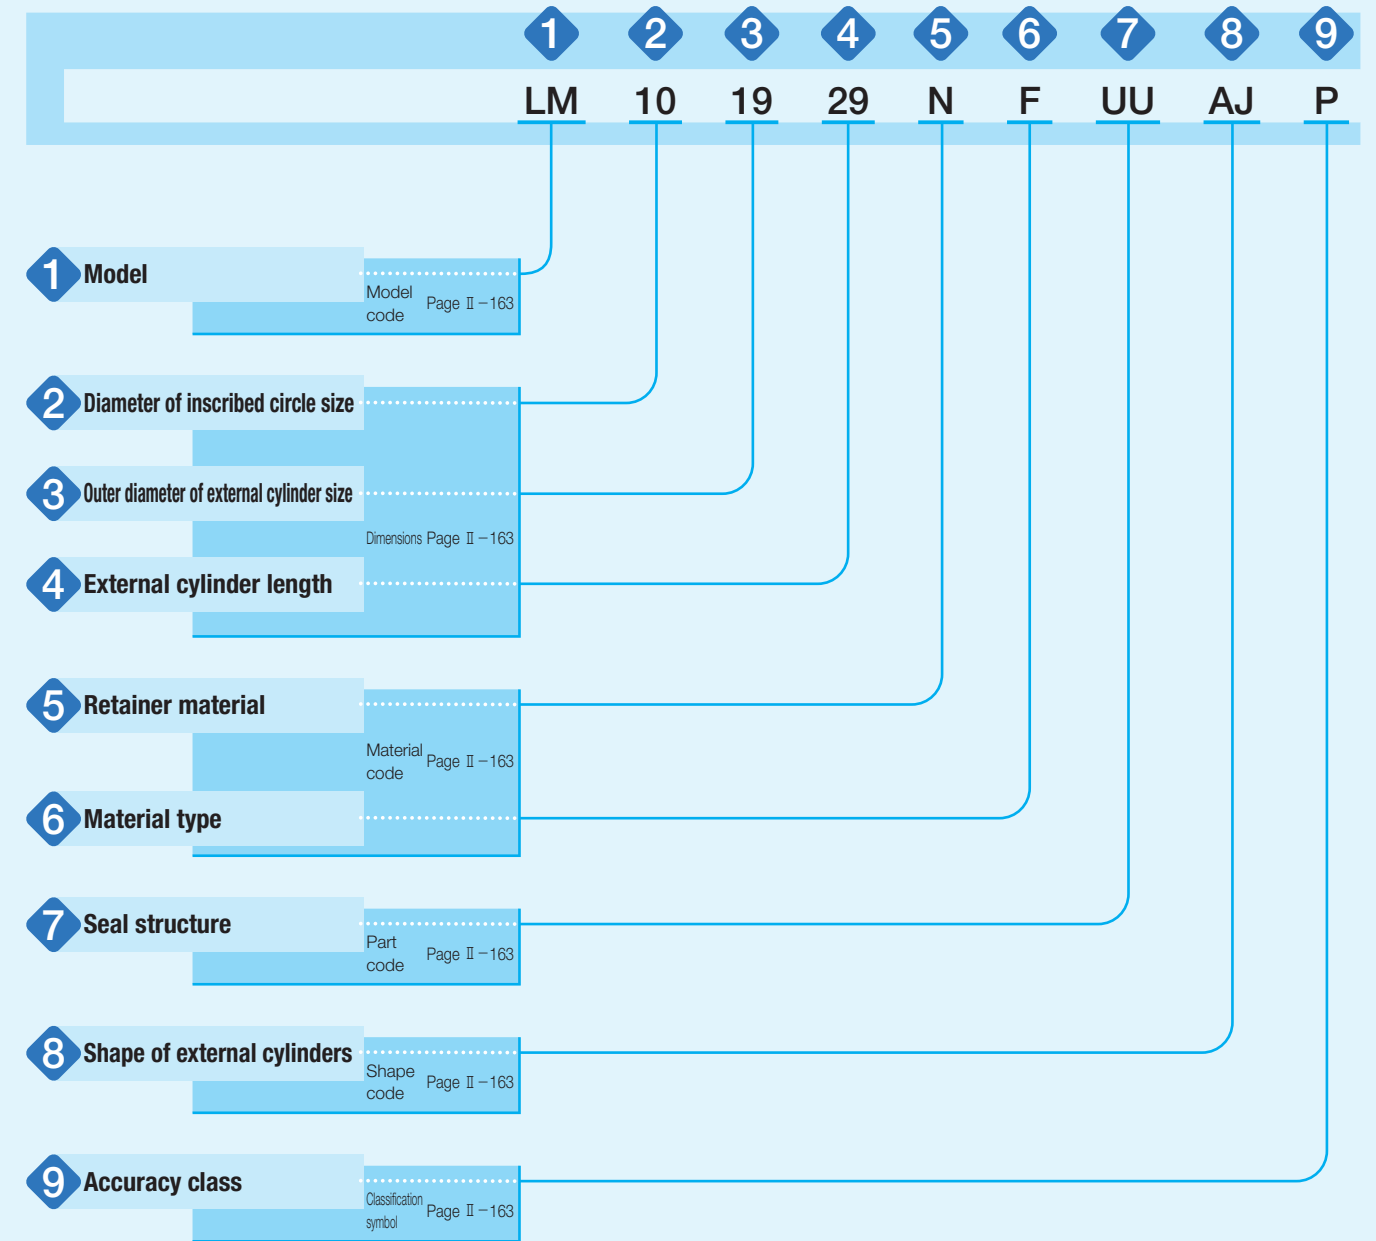 1 2 3 4 5 6 7 8 9
LM 10 19 29 N F UU AJ P
1 Model
Model
code
Page Ⅱ－163
2 Diameter of inscribed circle size
3 Outer diameter of external cylinder size
Dimensions Page Ⅱ－163
4 External cylinder length
5 Retainer material
Material
code
Page Ⅱ－163
6 Material type
7 Seal structure
Part
code
Page Ⅱ－163
8 Shape of external cylinders
Shape
code
Page Ⅱ－163
9 Accuracy class
Classification
symbol
Page Ⅱ－163